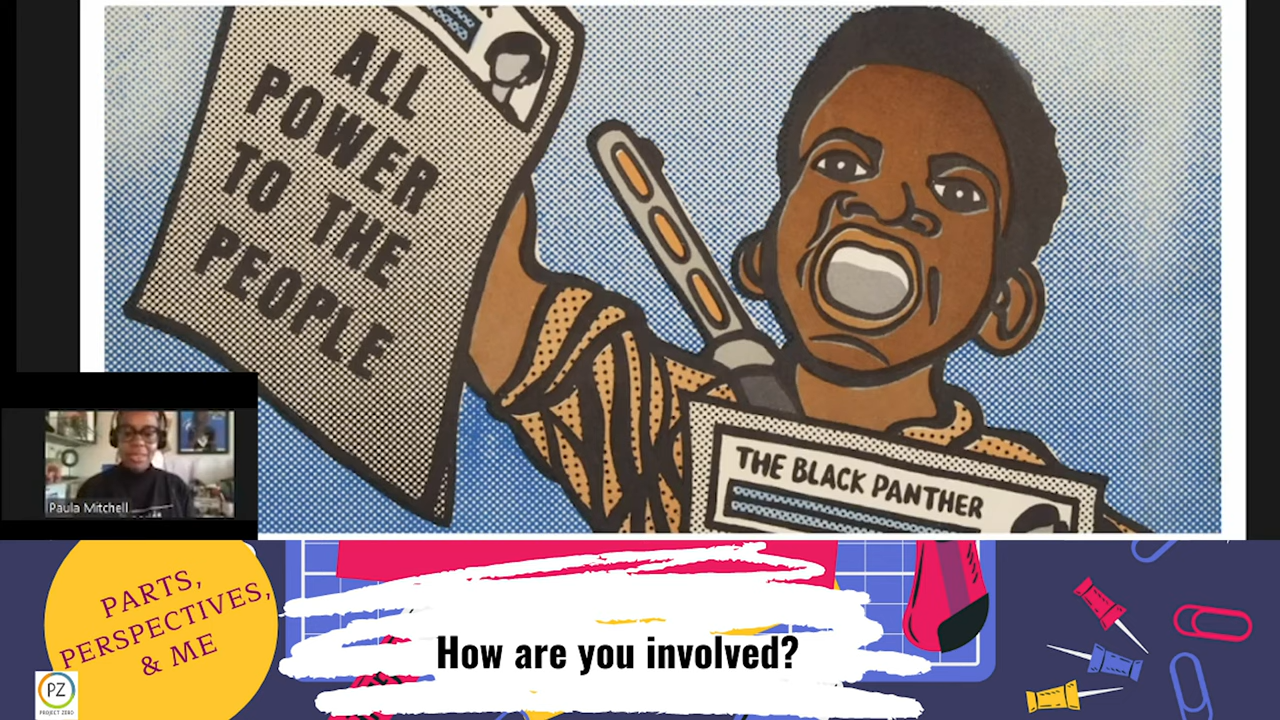 ALL
POWER
TO THE
PEOPLE
THE BLACK PANTHER
Paula Mitchell
PARTS,
PERSPECTIVES,
& ME
How are you involved?
PZ
PROJECT ZERO